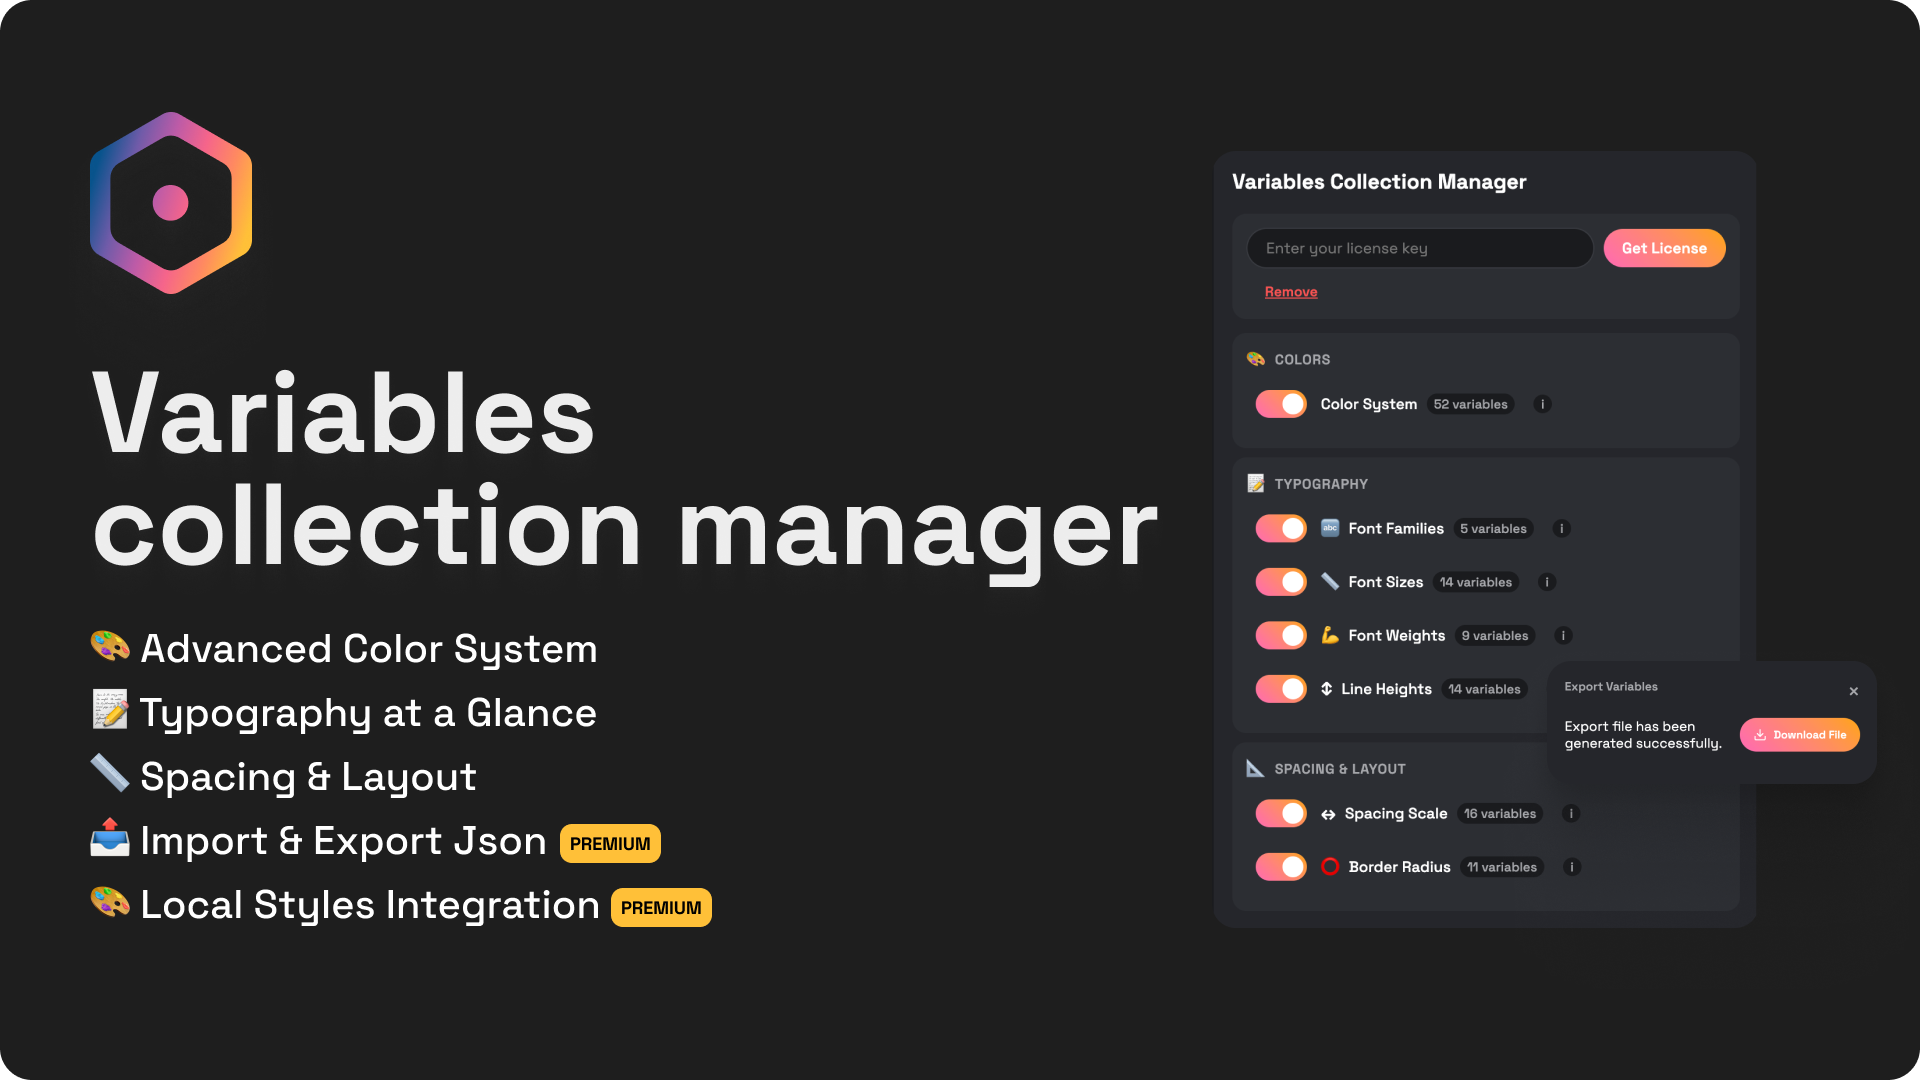 Variables
collection manager
Advanced Color System
Typography at a Glance
Spacing & Layout
Import & Export Json PREMIUM
Local Styles Integration PREMIUM
Variables Collection Manager
Enter your license key
Get License
Remove
COLORS
Color System 52 variables i
TYPOGRAPHY
abc Font Families 5 variables i
Font Sizes 14 variables i
Font Weights 9 variables i
Line Heights 14 variables
Export Variables
Export file has been
generated successfully.
Download File
SPACING & LAYOUT
Spacing Scale 16 variables i
Border Radius 11 variables i